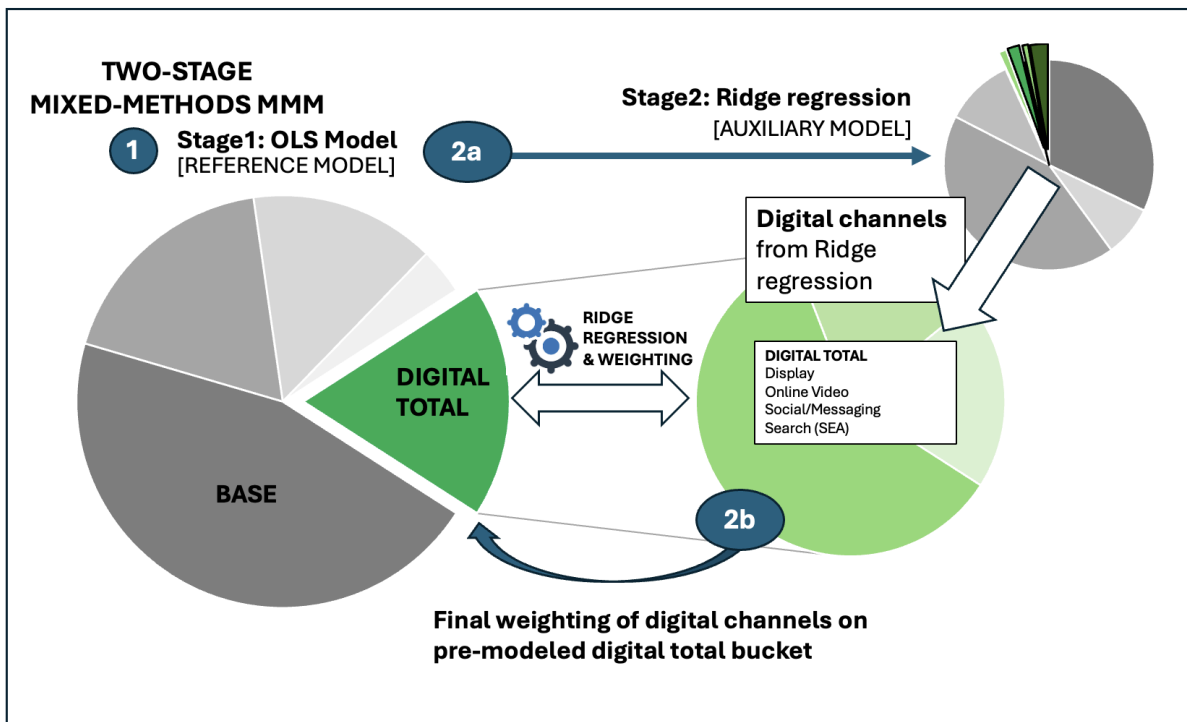 TWO-STAGE
MIXED-METHODS MMM
1
Stage1: OLS Model
[REFERENCE MODEL]
2a
Stage2: Ridge regression
[AUXILIARY MODEL]
Digital channels
from Ridge
regression
RIDGE
REGRESSION
& WEIGHTING
DIGITAL
TOTAL
DIGITAL TOTAL
Display
Online Video
Social/Messaging
Search (SEA)
BASE
2b
Final weighting of digital channels on
pre-modeled digital total bucket